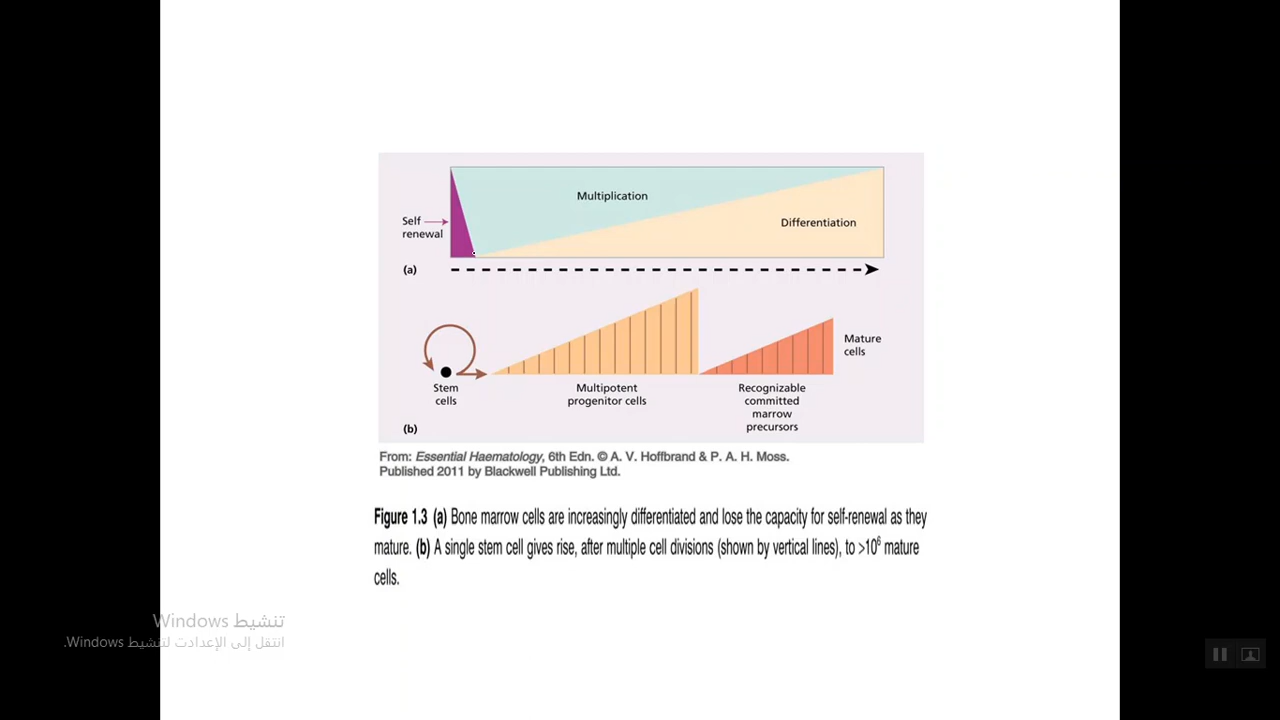 Multiplication
Self
renewal
Differentiation
(a)
Mature
cells
Stem
cells
Multipotent
progenitor cells
Recognizable
committed
marrow
precursors
(b)
From: Essential Haematology, 6th Edn. © A. V. Hoffbrand & P. A. H. Moss.
Published 2011 by Blackwell Publishing Ltd.
Figure 1.3 (a) Bone marrow cells are increasingly differentiated and lose the capacity for self-renewal as they
mature. (b) A single stem cell gives rise, after multiple cell divisions (shown by vertical lines), to >10⁶ mature
cells.
تنشيط Windows
انتقل إلى الإعدادت لتنشيط Windows.